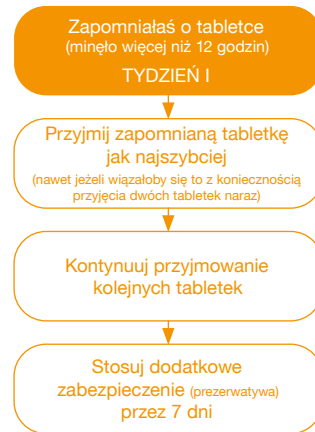 Zapomniałaś o tabletce
(minęło więcej niż 12 godzin)
TYDZIEŃ I
Przyjmij zapomnianą tabletkę
jak najszybciej
(nawet jeżeli wiązałoby się to z koniecznością
przyjęcia dwóch tabletek naraz)
Kontynuuj przyjmowanie
kolejnych tabletek
Stosuj dodatkowe
zabezpieczenie (prezerwatywa)
przez 7 dni